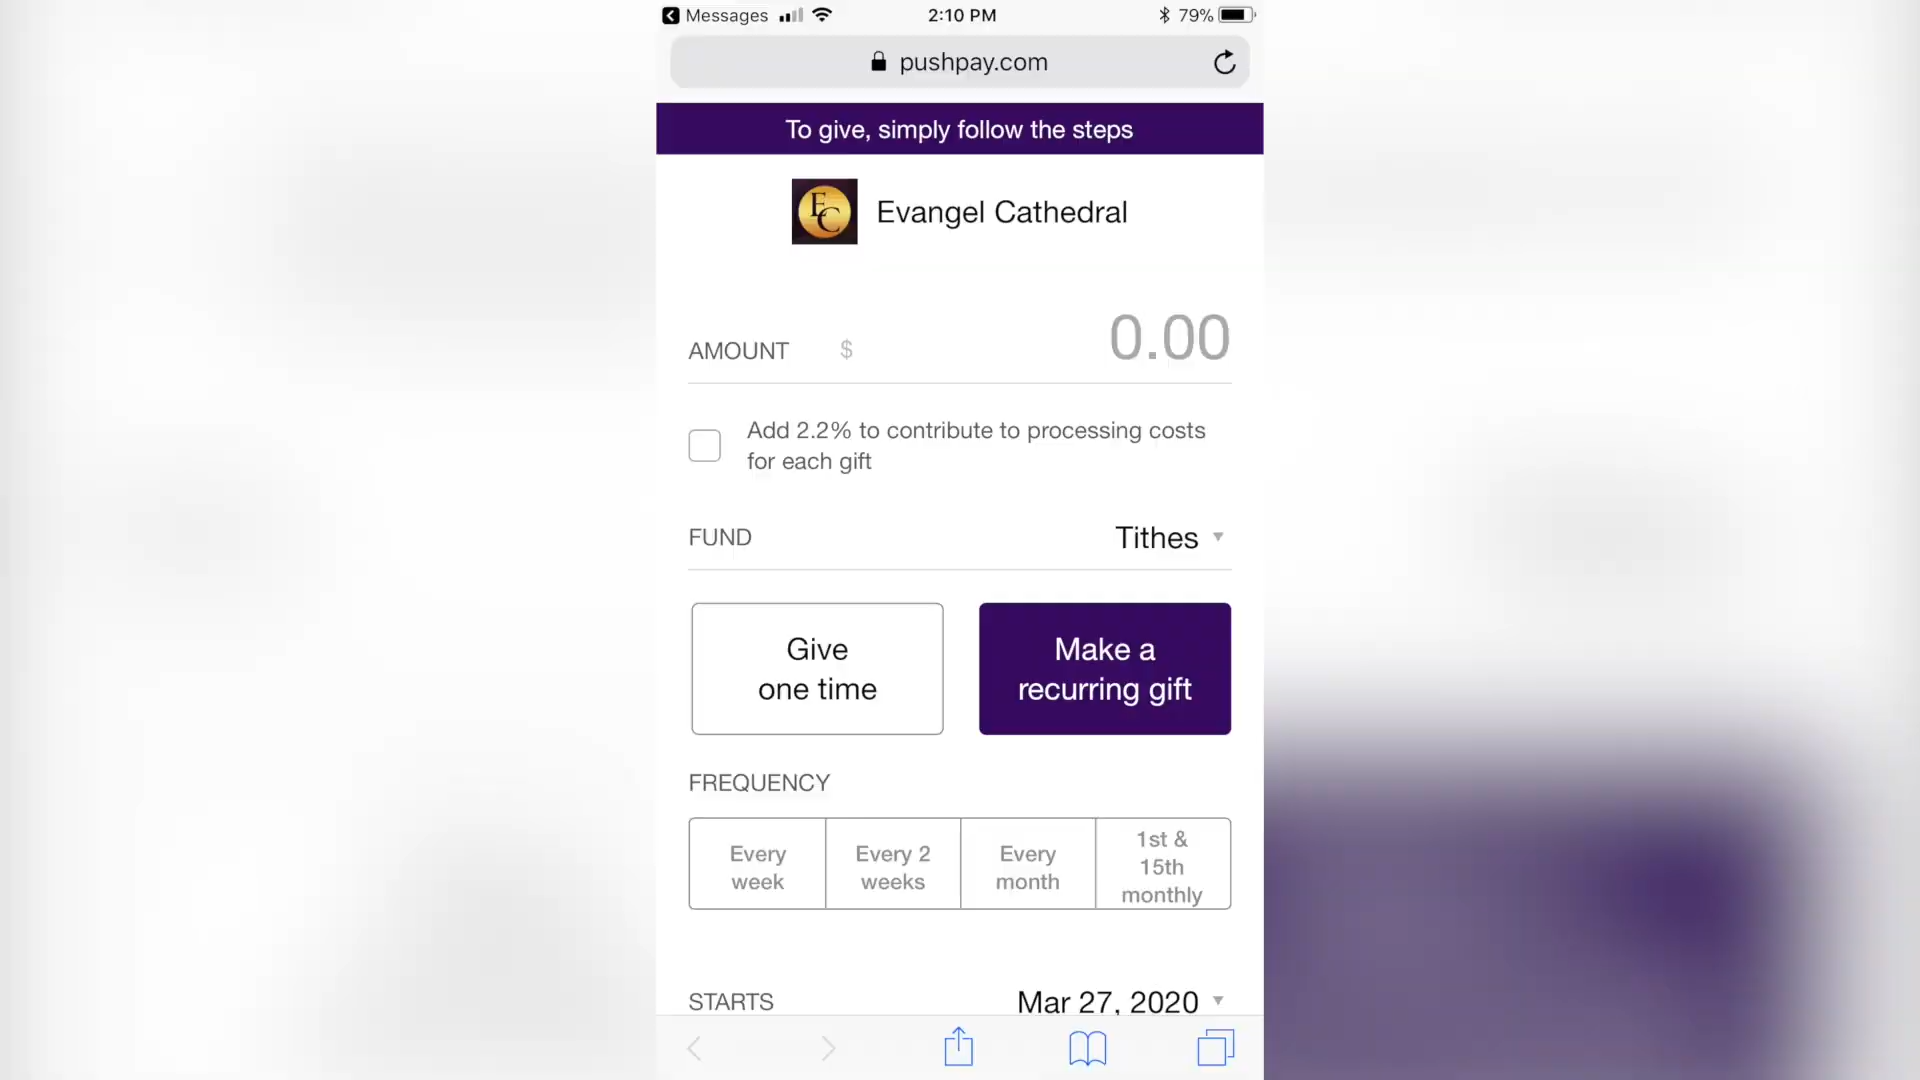 Messages 2:10 PM 79%
pushpay.com
To give, simply follow the steps
EC Evangel Cathedral
AMOUNT $ 0.00
Add 2.2% to contribute to processing costs
for each gift
FUND Tithes
Give
one time
Make a
recurring gift
FREQUENCY
Every
week
Every 2
weeks
Every
month
1st &
15th
monthly
STARTS Mar 27, 2020